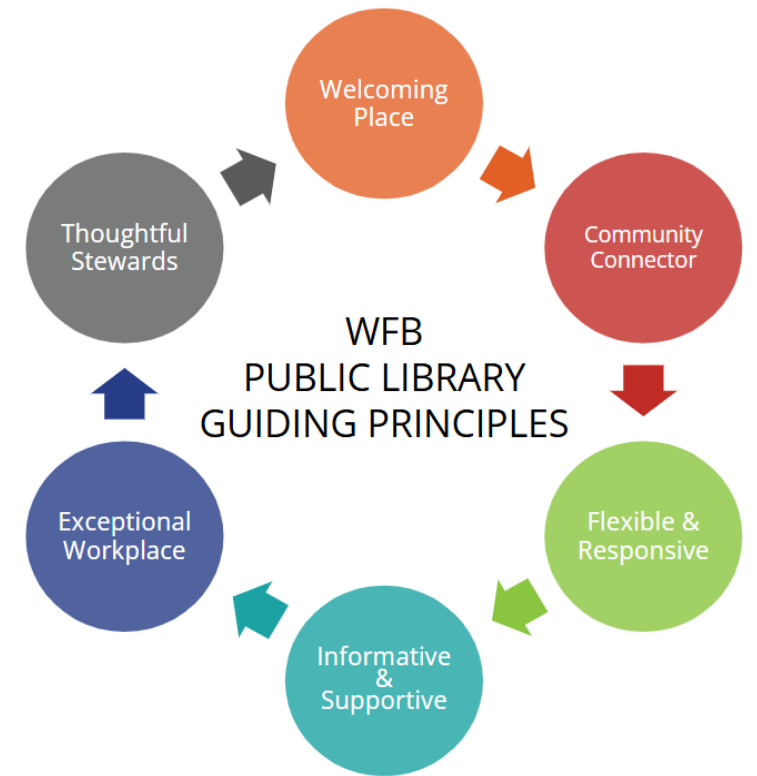 Welcoming
Place
Community
Connector
Flexible &
Responsive
Informative
&
Supportive
Exceptional
Workplace
Thoughtful
Stewards
WFB
PUBLIC LIBRARY
GUIDING PRINCIPLES